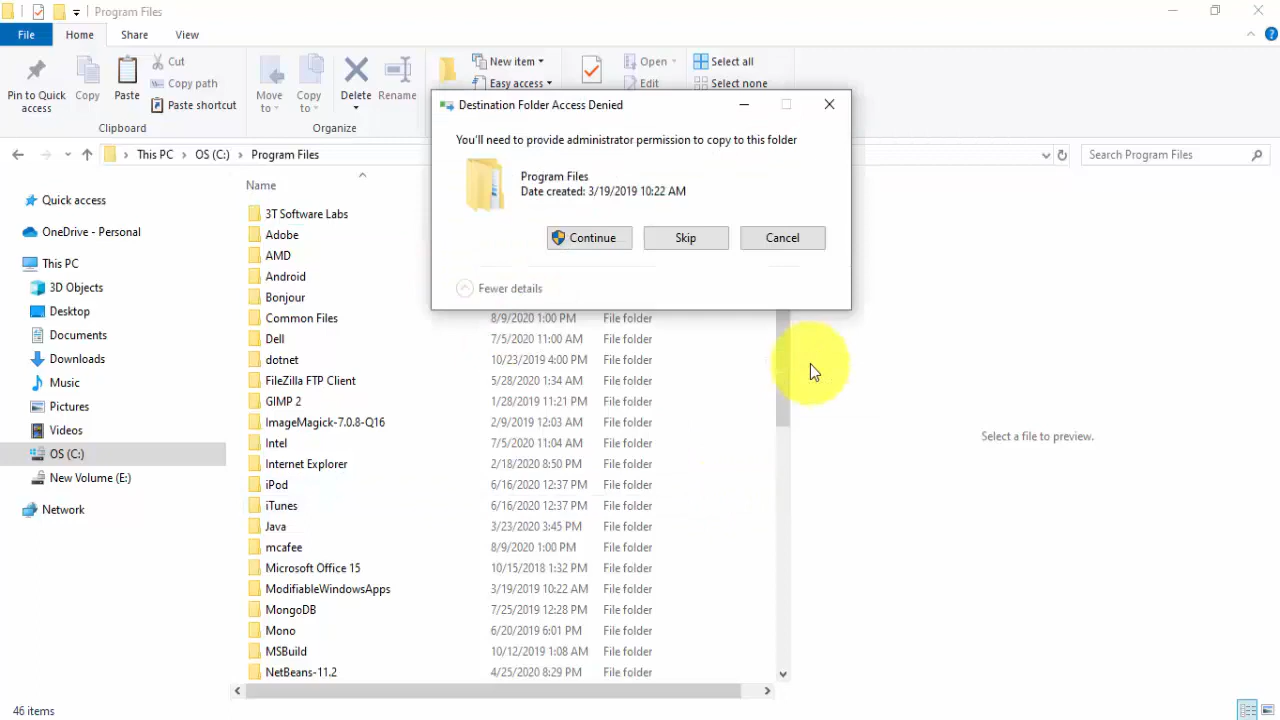 Program Files
File
Home
Share
View
Pin to Quick access
Copy
Paste
Cut
Copy path
Paste shortcut
Clipboard
Move to
Copy to
Delete
Rename
Organize
New item
Easy access
Open
Edit
Select all
Select none
Destination Folder Access Denied
You'll need to provide administrator permission to copy to this folder
Program Files
Date created: 3/19/2019 10:22 AM
Continue
Skip
Cancel
Fewer details
This PC > OS (C:) > Program Files
Search Program Files
Quick access
OneDrive - Personal
This PC
3D Objects
Desktop
Documents
Downloads
Music
Pictures
Videos
OS (C:)
New Volume (E:)
Network
Name
3T Software Labs
Adobe
AMD
Android
Bonjour
Common Files 8/9/2020 1:00 PM File folder
Dell 7/5/2020 11:00 AM File folder
dotnet 10/23/2019 4:00 PM File folder
FileZilla FTP Client 5/28/2020 1:34 AM File folder
GIMP 2 1/28/2019 11:21 PM File folder
ImageMagick-7.0.8-Q16 2/9/2019 12:03 AM File folder
Intel 7/5/2020 11:04 AM File folder
Internet Explorer 2/18/2020 8:50 PM File folder
iPod 6/16/2020 12:37 PM File folder
iTunes 6/16/2020 12:37 PM File folder
Java 3/23/2020 3:45 PM File folder
mcafee 8/9/2020 1:00 PM File folder
Microsoft Office 15 10/15/2018 1:32 PM File folder
ModifiableWindowsApps 3/19/2019 10:22 AM File folder
MongoDB 7/25/2019 12:28 PM File folder
Mono 6/20/2019 6:01 PM File folder
MSBuild 10/12/2019 1:08 AM File folder
NetBeans-11.2 4/25/2020 8:29 PM File folder
Select a file to preview.
46 items